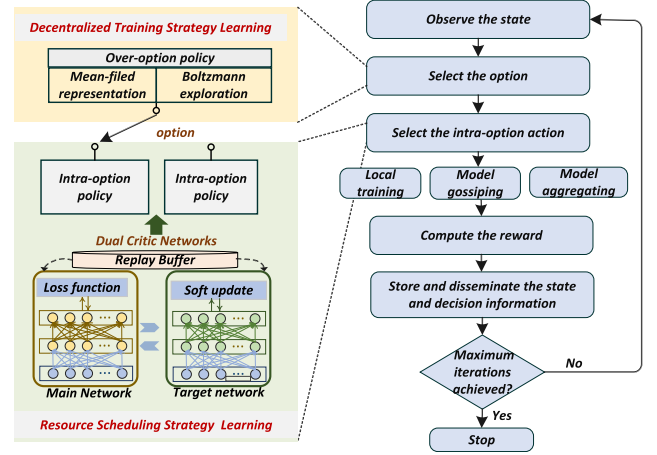 Decentralized Training Strategy Learning
Over-option policy
Mean-filed
representation
Boltzmann
exploration
option
Intra-option
policy
Intra-option
policy
Dual Critic Networks
Replay Buffer
Loss function
Soft update
...
...
...
...
...
...
Main Network
Target network
Resource Scheduling Strategy Learning
Observe the state
Select the option
Select the intra-option action
Local
training
Model
gossiping
Model
aggregating
Compute the reward
Store and disseminate the state
and decision information
Maximum
iterations
achieved?
No
Yes
Stop